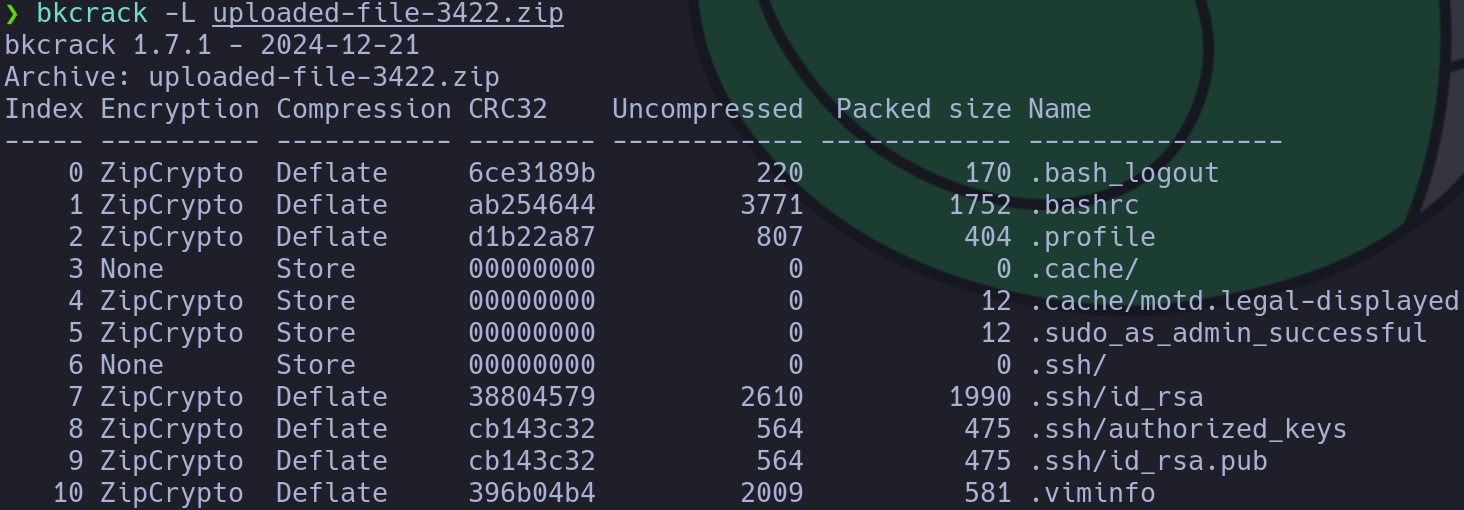 ❯ bkcrack -L uploaded-file-3422.zip
bkcrack 1.7.1 - 2024-12-21
Archive: uploaded-file-3422.zip
Index Encryption Compression CRC32    Uncompressed  Packed size Name
----- ---------- ----------- -------- ------------ ------------ ----------------
    0 ZipCrypto  Deflate     6ce3189b          220          170 .bash_logout
    1 ZipCrypto  Deflate     ab254644         3771         1752 .bashrc
    2 ZipCrypto  Deflate     d1b22a87          807          404 .profile
    3 None       Store       00000000            0            0 .cache/
    4 ZipCrypto  Store       00000000            0           12 .cache/motd.legal-displayed
    5 ZipCrypto  Store       00000000            0           12 .sudo_as_admin_successful
    6 None       Store       00000000            0            0 .ssh/
    7 ZipCrypto  Deflate     38804579         2610         1990 .ssh/id_rsa
    8 ZipCrypto  Deflate     cb143c32          564          475 .ssh/authorized_keys
    9 ZipCrypto  Deflate     cb143c32          564          475 .ssh/id_rsa.pub
   10 ZipCrypto  Deflate     396b04b4         2009          581 .viminfo